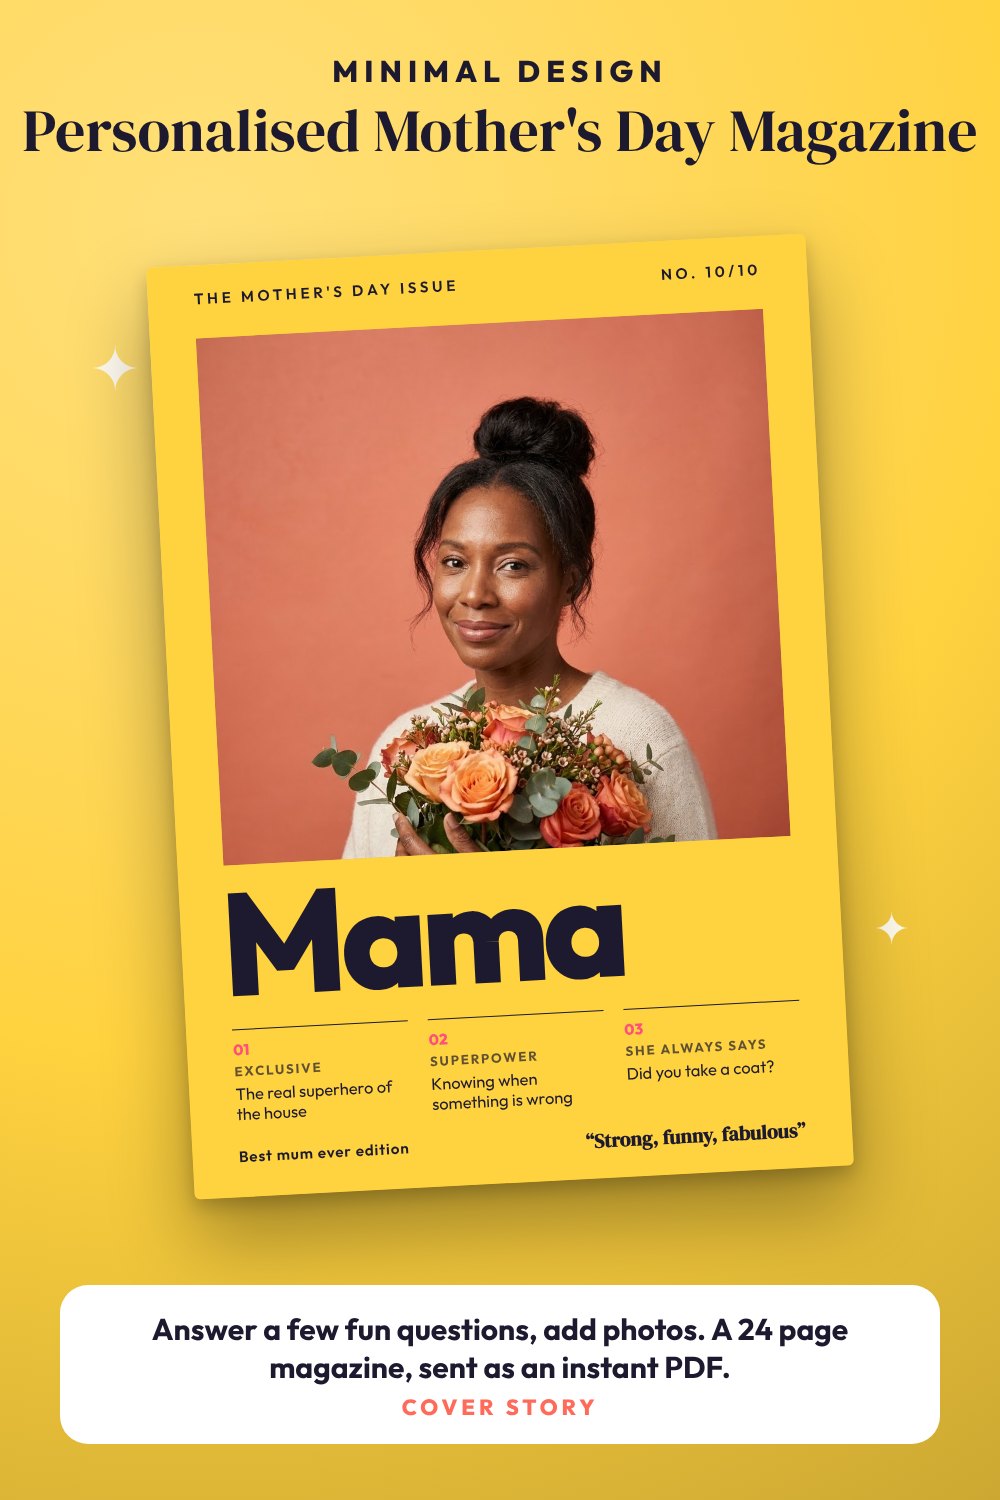 MINIMAL DESIGN
Personalised Mother's Day Magazine
THE MOTHER'S DAY ISSUE
NO. 10/10
Mama
01
EXCLUSIVE
The real superhero of
the house
02
SUPERPOWER
Knowing when
something is wrong
03
SHE ALWAYS SAYS
Did you take a coat?
Best mum ever edition
“Strong, funny, fabulous”
Answer a few fun questions, add photos. A 24 page
magazine, sent as an instant PDF.
COVER STORY